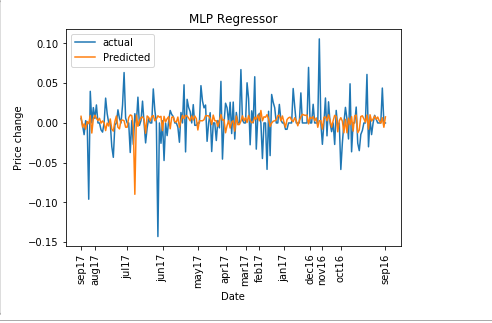 MLP Regressor
actual
Predicted
Price change
0.10
0.05
0.00
−0.05
−0.10
−0.15
sep17
aug17
jul17
jun17
may17
apr17
mar17
feb17
jan17
dec16
nov16
oct16
sep16
Date